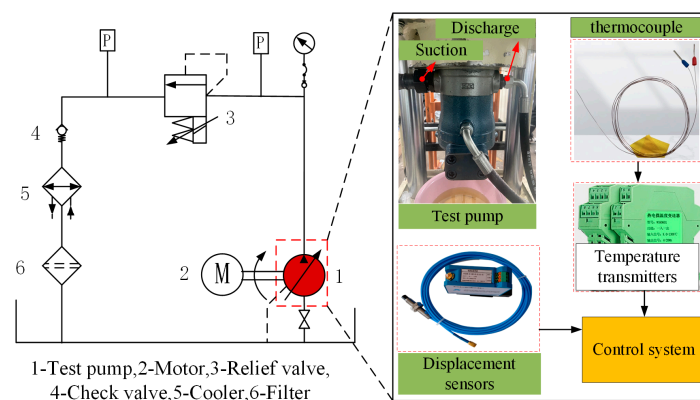 P
P
4
3
5
6
2
M
1
1-Test pump,2-Motor,3-Relief valve,
4-Check valve,5-Cooler,6-Filter
Discharge
Suction
Test pump
thermocouple
Temperature
transmitters
Displacement
sensors
Control system